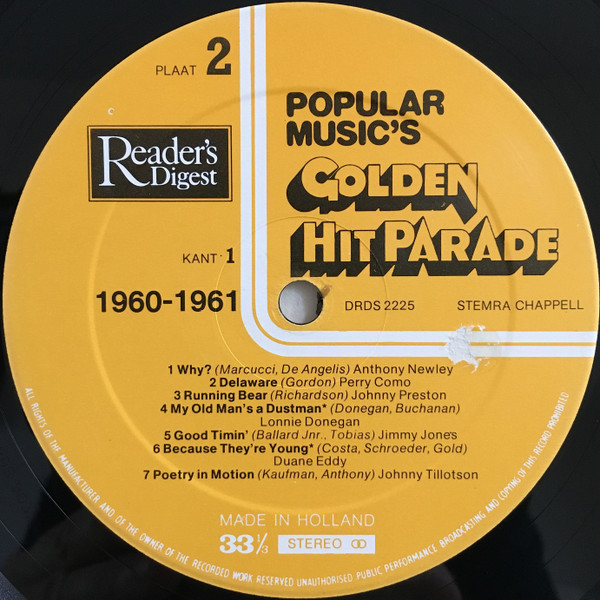 PLAAT 2
POPULAR
MUSIC'S
GOLDEN
HIT PARADE
Reader's
Digest
KANT 1
1960-1961
DRDS 2225
STEMRA CHAPPELL
1 Why? (Marcucci, De Angelis) Anthony Newley
2 Delaware (Gordon) Perry Como
3 Running Bear (Richardson) Johnny Preston
4 My Old Man's a Dustman* (Donegan, Buchanan)
Lonnie Donegan
5 Good Timin' (Ballard Jnr., Tobias) Jimmy Jones
6 Because They're Young* (Costa, Schroeder, Gold)
Duane Eddy
7 Poetry in Motion (Kaufman, Anthony) Johnny Tillotson
MADE IN HOLLAND
33 1/3 STEREO
ALL RIGHTS OF THE MANUFACTURER AND OF THE OWNER OF THE RECORDED WORK RESERVED UNAUTHORISED PUBLIC PERFORMANCE BROADCASTING AND COPYING OF THIS RECORD PROHIBITED